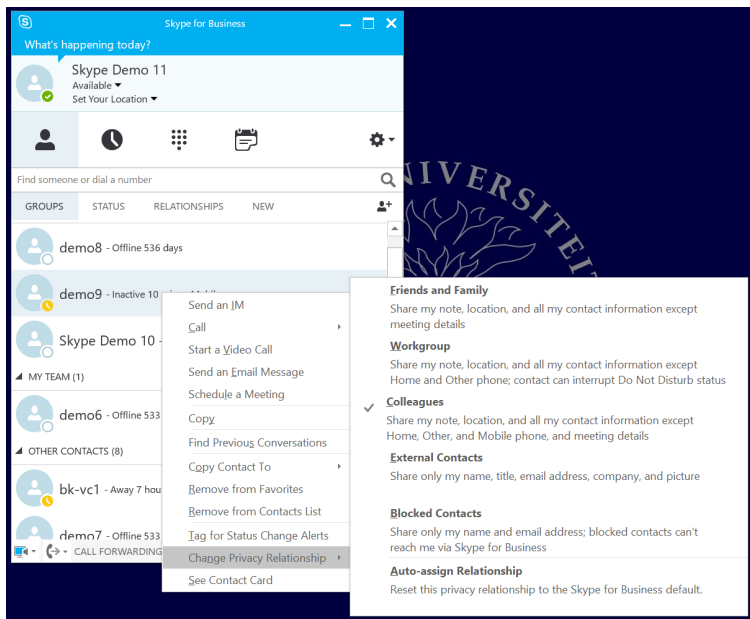 Skype for Business
What's happening today?
Skype Demo 11
Available
Set Your Location
Find someone or dial a number
GROUPS STATUS RELATIONSHIPS NEW
demo8 - Offline 536 days
demo9 - Inactive 10
Skype Demo 10 -
MY TEAM (1)
demo6 - Offline 533
OTHER CONTACTS (8)
bk-vc1 - Away 7 hou
demo7 - Offline 533
CALL FORWARDING
Send an IM
Call
Start a Video Call
Send an Email Message
Schedule a Meeting
Copy
Find Previous Conversations
Copy Contact To
Remove from Favorites
Remove from Contacts List
Tag for Status Change Alerts
Change Privacy Relationship
See Contact Card
Friends and Family
Share my note, location, and all my contact information except
meeting details
Workgroup
Share my note, location, and all my contact information except
Home and Other phone; contact can interrupt Do Not Disturb status
Colleagues
Share my note, location, and all my contact information except
Home, Other, and Mobile phone, and meeting details
External Contacts
Share only my name, title, email address, company, and picture
Blocked Contacts
Share only my name and email address; blocked contacts can't
reach me via Skype for Business
Auto-assign Relationship
Reset this privacy relationship to the Skype for Business default.
NIVERSITEIT